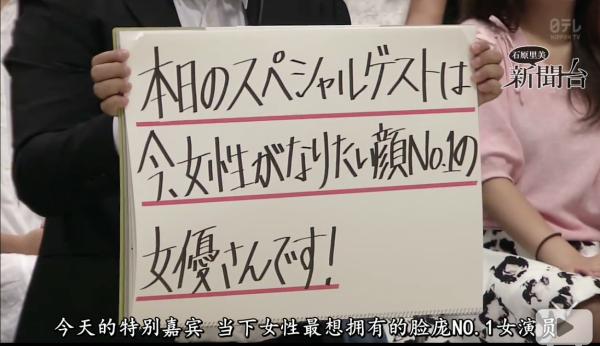 日テレ
NIPPON TV
石原里美
新聞台
本日のスペシャルゲストは
今、女性がなりたい顔No.1の
女優さんです!
今天的特别嘉宾 当下女性最想拥有的脸庞NO.1女演员